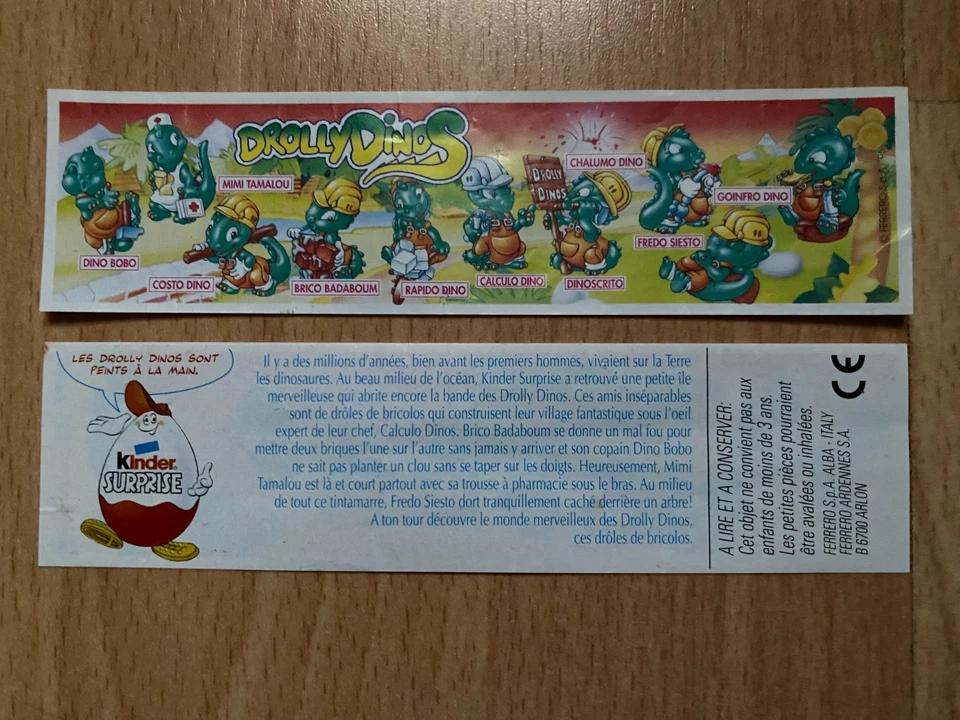 DROLLY DINOS
CHALUMO DINO
DROLLY
DINOS
MIMI TAMALOU
GOINFRO DINO
FREDO SIESTO
DINO BOBO
COSTO DINO
BRICO BADABOUM
RAPIDO DINO
CALCULO DINO
DINOSCRITO
© FERRERO
LES DROLLY DINOS SONT
PEINTS À LA MAIN.
Kinder
SURPRISE
Il y a des millions d'années, bien avant les premiers hommes, vivaient sur la Terre
les dinosaures. Au beau milieu de l'océan, Kinder Surprise a retrouvé une petite île
merveilleuse qui abrite encore la bande des Drolly Dinos. Ces amis inséparables
sont de drôles de bricolos qui construisent leur village fantastique sous l'oeil
expert de leur chef, Calculo Dinos. Brico Badaboum se donne un mal fou pour
mettre deux briques l'une sur l'autre sans jamais y arriver et son copain Dino Bobo
ne sait pas planter un clou sans se taper sur les doigts. Heureusement, Mimi
Tamalou est là et court partout avec sa trousse à pharmacie sous le bras. Au milieu
de tout ce tintamarre, Fredo Siesto dort tranquillement caché derrière un arbre!
A ton tour découvre le monde merveilleux des Drolly Dinos,
ces drôles de bricolos.
A LIRE ET A CONSERVER:
Cet objet ne convient pas aux
enfants de moins de 3 ans.
Les petites pièces pourraient
être avalées ou inhalées.
FERRERO S.p.A. ALBA - ITALY
FERRERO ARDENNES S.A.
B 6700 ARLON
CE